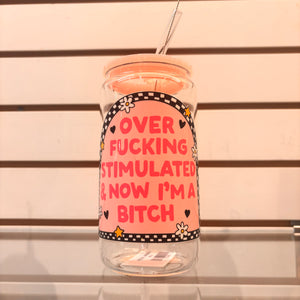 OVER
FUCKING
STIMULATED
& NOW I'M A
BITCH